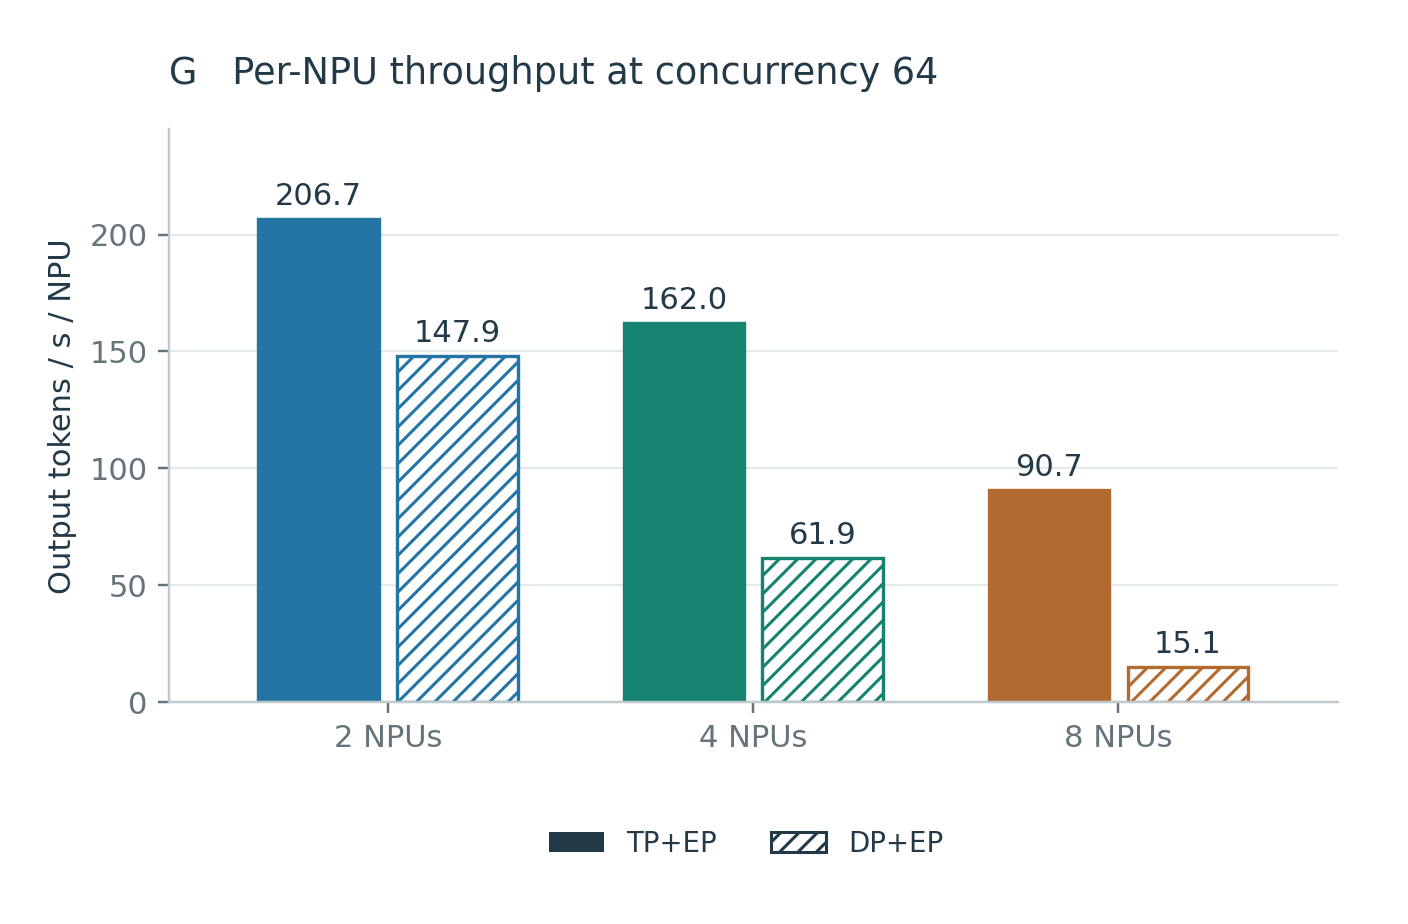 G Per-NPU throughput at concurrency 64
Output tokens / s / NPU
200
150
100
50
0
206.7
147.9
162.0
61.9
90.7
15.1
2 NPUs
4 NPUs
8 NPUs
TP+EP
DP+EP